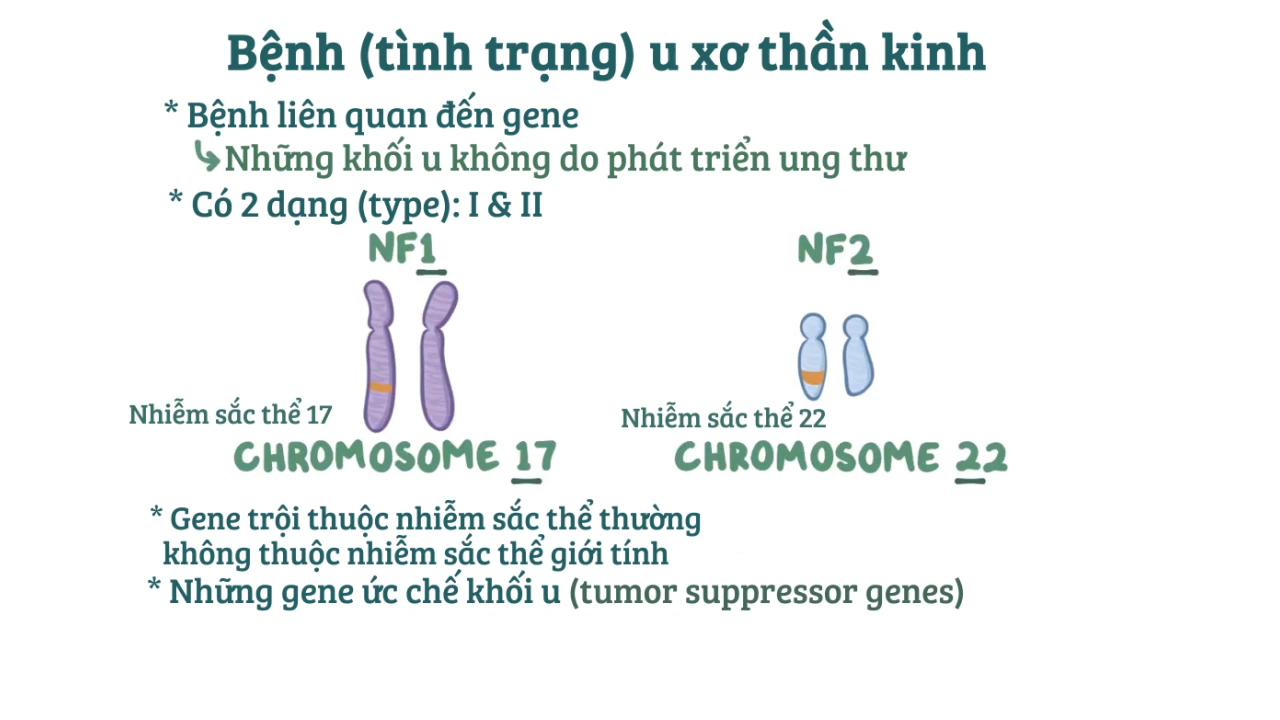 Bệnh (tình trạng) u xơ thần kinh
* Bệnh liên quan đến gene
Những khối u không do phát triển ung thư
* Có 2 dạng (type): I & II
NF1
NF2
Nhiễm sắc thể 17
CHROMOSOME 17
Nhiễm sắc thể 22
CHROMOSOME 22
* Gene trội thuộc nhiễm sắc thể thường
không thuộc nhiễm sắc thể giới tính
* Những gene ức chế khối u (tumor suppressor genes)